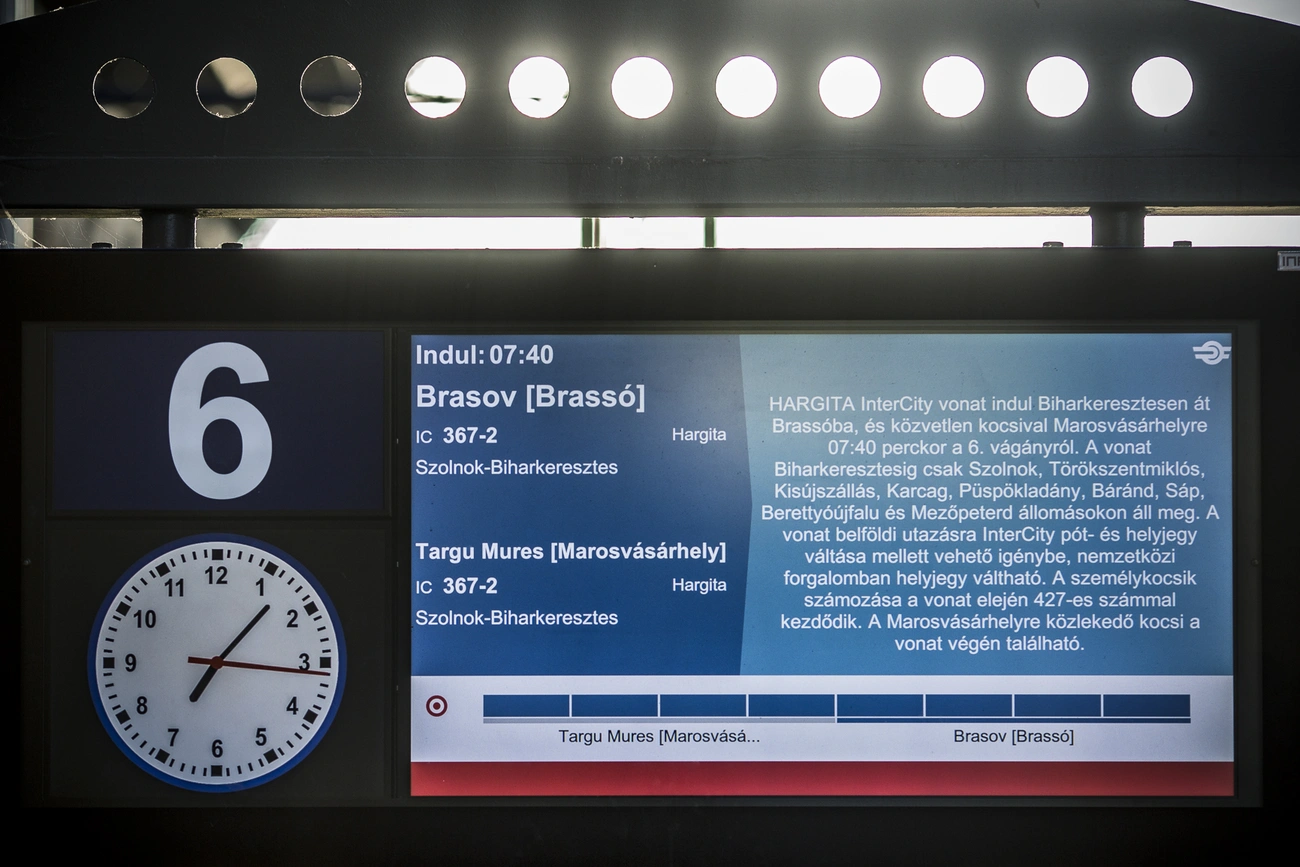 6
Indul: 07:40
Brasov [Brassó]
IC 367-2 Hargita
Szolnok-Biharkeresztes
Targu Mures [Marosvásárhely]
IC 367-2 Hargita
Szolnok-Biharkeresztes
HARGITA InterCity vonat indul Biharkeresztesen át
Brassóba, és közvetlen kocsival Marosvásárhelyre
07:40 perckor a 6. vágányról. A vonat
Biharkeresztesig csak Szolnok, Törökszentmiklós,
Kisújszállás, Karcag, Püspökladány, Báránd, Sáp,
Berettyóújfalu és Mezőpeterd állomásokon áll meg. A
vonat belföldi utazásra InterCity pót- és helyjegy
váltása mellett vehető igénybe, nemzetközi
forgalomban helyjegy váltható. A személykocsik
számozása a vonat elején 427-es számmal
kezdődik. A Marosvásárhelyre közlekedő kocsi a
vonat végén található.
Targu Mures [Marosvásá...
Brasov [Brassó]
12
1
2
3
4
5
6
7
8
9
10
11